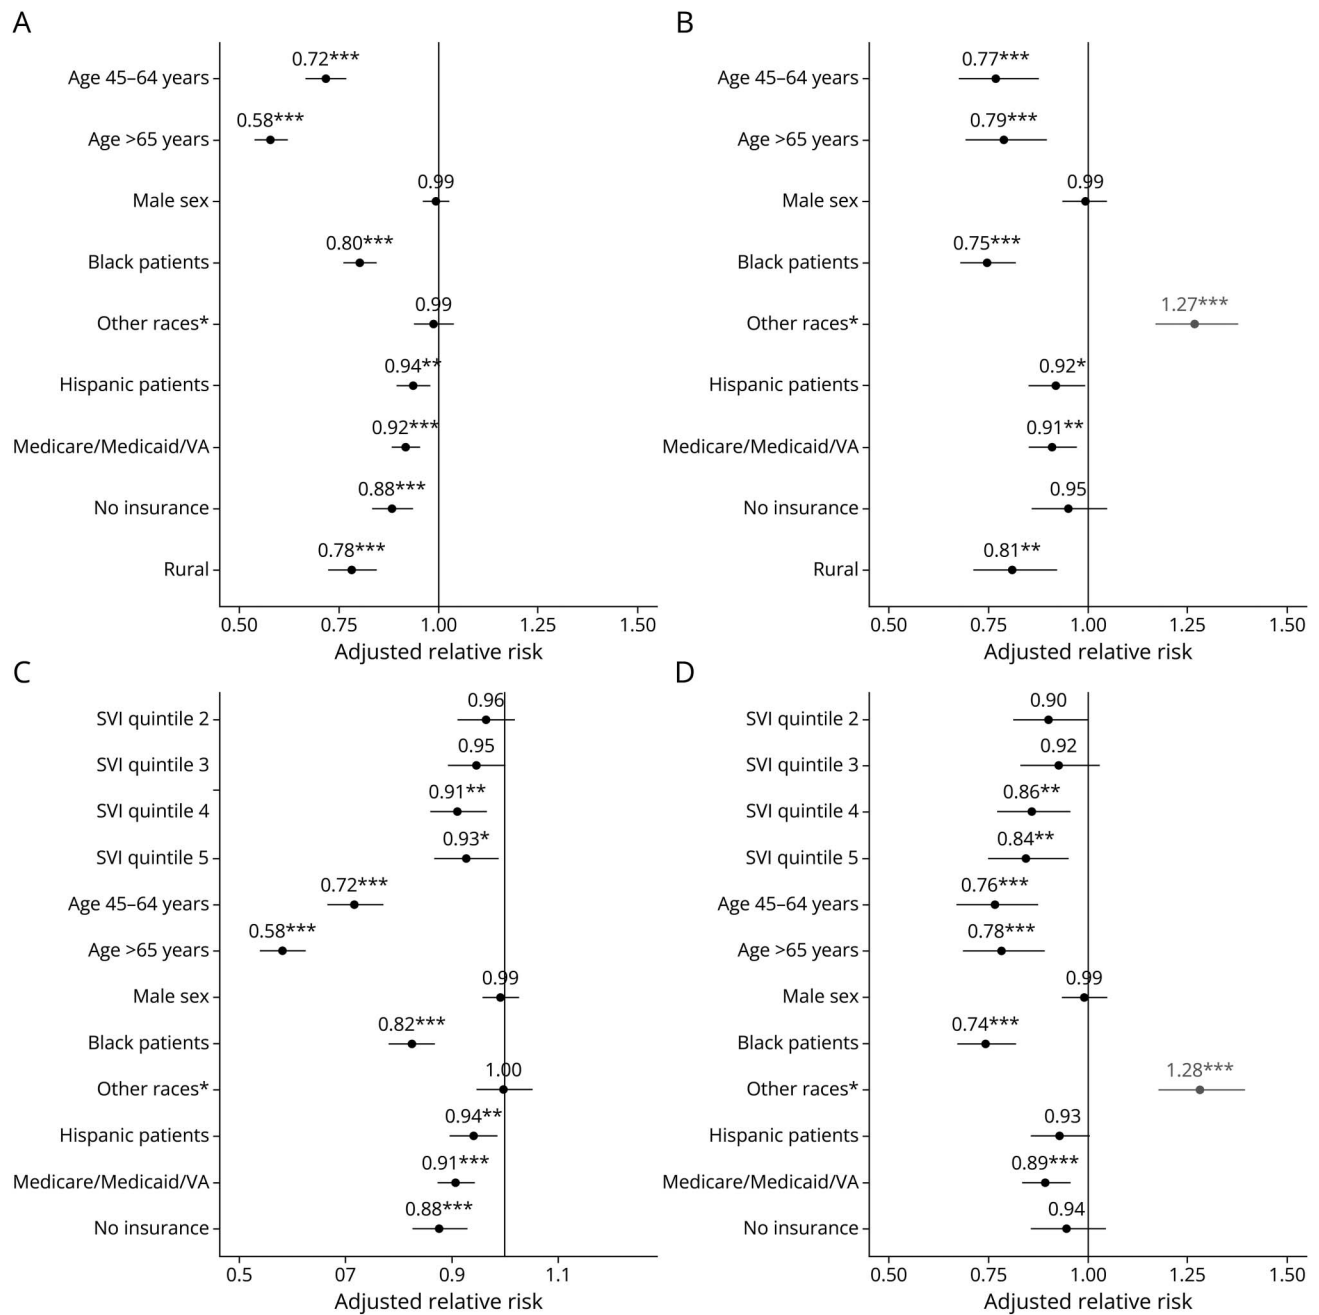 A
0.72***
Age 45–64 years
0.58***
Age >65 years
0.99
Male sex
0.80***
Black patients
0.99
Other races*
0.94**
Hispanic patients
0.92***
Medicare/Medicaid/VA
0.88***
No insurance
0.78***
Rural
0.50 0.75 1.00 1.25 1.50
Adjusted relative risk
B
0.77***
Age 45–64 years
0.79***
Age >65 years
0.99
Male sex
0.75***
Black patients
1.27***
Other races*
0.92*
Hispanic patients
0.91**
Medicare/Medicaid/VA
0.95
No insurance
0.81**
Rural
0.50 0.75 1.00 1.25 1.50
Adjusted relative risk
C
0.96
SVI quintile 2
0.95
SVI quintile 3
0.91**
SVI quintile 4
0.93*
SVI quintile 5
0.72***
Age 45–64 years
0.58***
Age >65 years
0.99
Male sex
0.82***
Black patients
1.00
Other races*
0.94**
Hispanic patients
0.91***
Medicare/Medicaid/VA
0.88***
No insurance
0.5 07 0.9 1.1
Adjusted relative risk
D
0.90
SVI quintile 2
0.92
SVI quintile 3
0.86**
SVI quintile 4
0.84**
SVI quintile 5
0.76***
Age 45–64 years
0.78***
Age >65 years
0.99
Male sex
0.74***
Black patients
1.28***
Other races*
0.93
Hispanic patients
0.89***
Medicare/Medicaid/VA
0.94
No insurance
0.50 0.75 1.00 1.25 1.50
Adjusted relative risk